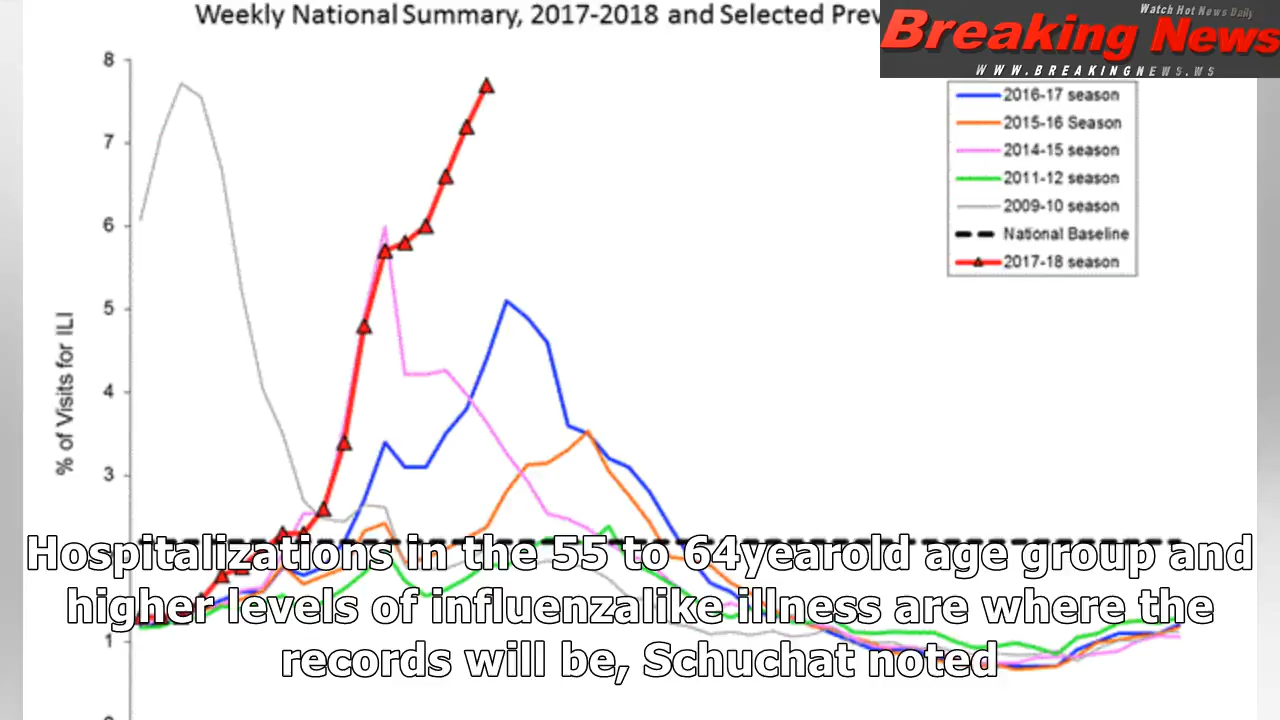 Weekly National Summary, 2017-2018 and Selected Prev
Watch Hot News Daily
Breaking News
WWW.BREAKINGNEWS.WS
8
7
6
5
4
3
1
% of Visits for ILI
2016-17 season
2015-16 Season
2014-15 season
2011-12 season
2009-10 season
National Baseline
2017-18 season
Hospitalizations in the 55 to 64yearold age group and
higher levels of influenzalike illness are where the
records will be, Schuchat noted